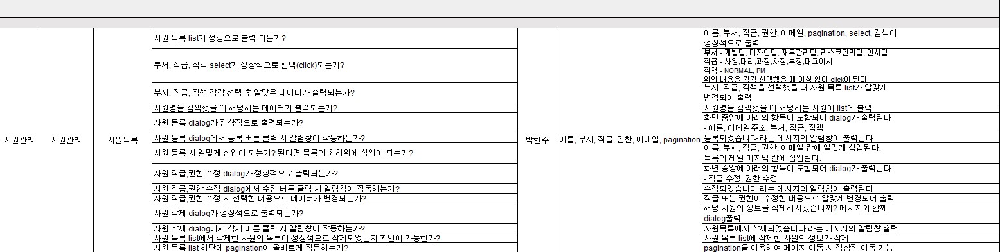 사원관리
사원관리
사원목록
박현주
이름, 부서, 직급, 권한, 이메일, pagination
사원 목록 list가 정상으로 출력 되는가?
이름, 부서, 직급, 권한, 이메일, pagination, select, 검색이
정상적으로 출력
부서, 직급, 직책 select가 정상적으로 선택(click)되는가?
부서 - 개발팀, 디자인팀, 재무관리팀, 리스크관리팀, 인사팀
직급 - 사원,대리,과장,차장,부장,대표이사
직책 - NORMAL, PM
위의 내용을 각각 선택했을 때 이상 없이 click이 된다
부서, 직급, 직책 각각 선택 후 알맞은 데이터가 출력되는가?
부서, 직급, 직책을 선택했을 때 사원 목록 list가 알맞게
변경되어 출력
사원명을 검색했을 때 해당하는 데이터가 출력되는가?
사원명을 검색했을 때 해당하는 사원이 list에 출력
사원 등록 dialog가 정상적으로 출력되는가?
화면 중앙에 아래의 항목이 포함되어 dialog가 출력된다
- 이름, 이메일주소, 부서, 직급, 직책
사원 등록 dialog에서 등록 버튼 클릭 시 알림창이 작동하는가?
등록되었습니다 라는 메시지의 알림창이 출력된다
사원 등록 시 알맞게 삽입이 되는가? 된다면 목록의 최하위에 삽입이 되는가?
이름, 부서, 직급, 권한, 이메일 칸에 알맞게 삽입된다.
목록의 제일 마지막 칸에 삽입된다.
사원 직급,권한 수정 dialog가 정상적으로 출력되는가?
화면 중앙에 아래의 항목이 포함되어 dialog가 출력된다
- 직급 수정, 권한 수정
사원 직급,권한 수정 dialog에서 수정 버튼 클릭 시 알림창이 작동하는가?
수정되었습니다 라는 메시지의 알림창이 출력된다
사원 직급,권한 수정 시 선택한 내용으로 데이터가 변경되는가?
직급 또는 권한이 수정한 내용으로 알맞게 변경되어 출력
사원 삭제 dialog가 정상적으로 출력되는가?
해당 사원의 정보를 삭제하시겠습니까? 메시지와 함께
dialog출력
사원 삭제 dialog에서 삭제 버튼 클릭 시 알림창이 작동하는가?
사원목록에서 삭제되었습니다 라는 메시지의 알림창 출력
사원 목록 list에서 삭제한 사원의 목록이 정상적으로 삭제되었는지 확인이 가능한가?
사원 목록 list에 삭제한 사원의 정보가 삭제
사원 목록 list 하단에 pagination이 올바르게 작동하는가?
pagination을 이용하여 페이지 이동 시 정상적 이동 가능